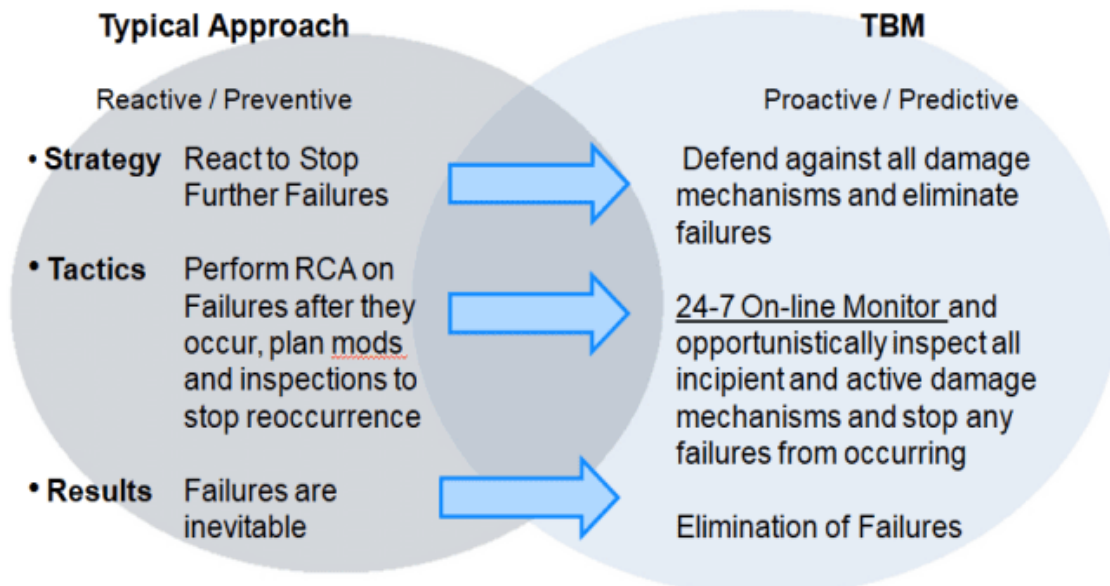 Typical Approach
Reactive / Preventive
• Strategy React to Stop
Further Failures
• Tactics Perform RCA on
Failures after they
occur, plan mods
and inspections to
stop reoccurrence
• Results Failures are
inevitable
TBM
Proactive / Predictive
Defend against all damage
mechanisms and eliminate
failures
24-7 On-line Monitor and
opportunistically inspect all
incipient and active damage
mechanisms and stop any
failures from occurring
Elimination of Failures